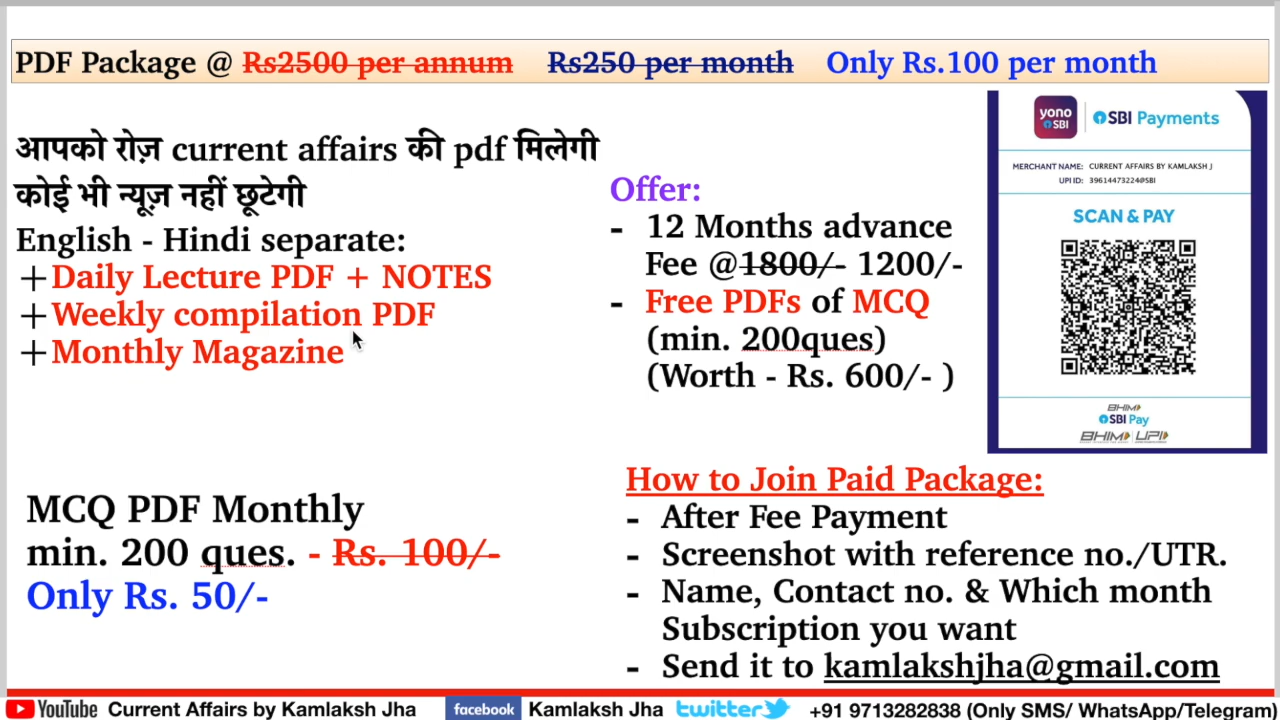 PDF Package @ Rs2500 per annum Rs250 per month Only Rs.100 per month
आपको रोज़ current affairs की pdf मिलेगी
कोई भी न्यूज़ नहीं छूटेगी
English - Hindi separate:
+Daily Lecture PDF + NOTES
+Weekly compilation PDF
+Monthly Magazine
MCQ PDF Monthly
min. 200 ques. - Rs. 100/-
Only Rs. 50/-
Offer:
- 12 Months advance
Fee @1800/- 1200/-
- Free PDFs of MCQ
(min. 200ques)
(Worth - Rs. 600/- )
yono SBI SBI Payments
MERCHANT NAME: CURRENT AFFAIRS BY KAMLAKSH J
UPI ID: 39614473224@SBI
SCAN & PAY
BHIM
SBI Pay
BHIM UPI
How to Join Paid Package:
- After Fee Payment
- Screenshot with reference no./UTR.
- Name, Contact no. & Which month
Subscription you want
- Send it to kamlakshjha@gmail.com
YouTube Current Affairs by Kamlaksh Jha facebook Kamlaksh Jha twitter +91 9713282838 (Only SMS/ WhatsApp/Telegram)